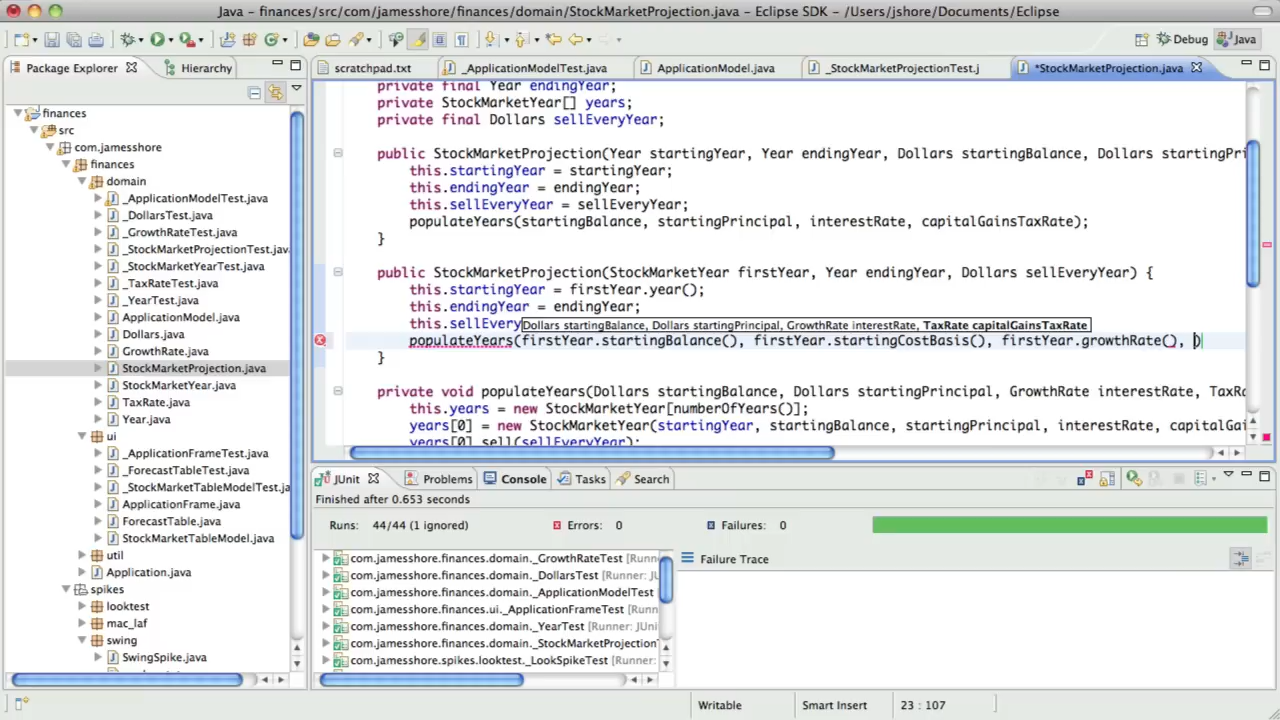 Java - finances/src/com/jamesshore/finances/domain/StockMarketProjection.java - Eclipse SDK - /Users/jshore/Documents/Eclipse
Debug Java
Package Explorer Hierarchy
scratchpad.txt _ApplicationModelTest.java ApplicationModel.java _StockMarketProjectionTest.j *StockMarketProjection.java
finances
src
com.jamesshore
finances
domain
_ApplicationModelTest.java
_DollarsTest.java
_GrowthRateTest.java
_StockMarketProjectionTest.java
_StockMarketYearTest.java
_TaxRateTest.java
_YearTest.java
ApplicationModel.java
Dollars.java
GrowthRate.java
StockMarketProjection.java
StockMarketYear.java
TaxRate.java
Year.java
ui
_ApplicationFrameTest.java
_ForecastTableTest.java
_StockMarketTableModelTest.ja
ApplicationFrame.java
ForecastTable.java
StockMarketTableModel.java
util
Application.java
spikes
looktest
mac_laf
swing
SwingSpike.java
private final Year endingYear;
private StockMarketYear[] years;
private final Dollars sellEveryYear;
public StockMarketProjection(Year startingYear, Year endingYear, Dollars startingBalance, Dollars startingPri
this.startingYear = startingYear;
this.endingYear = endingYear;
this.sellEveryYear = sellEveryYear;
populateYears(startingBalance, startingPrincipal, interestRate, capitalGainsTaxRate);
}
public StockMarketProjection(StockMarketYear firstYear, Year endingYear, Dollars sellEveryYear) {
this.startingYear = firstYear.year();
this.endingYear = endingYear;
this.sellEvery
Dollars startingBalance, Dollars startingPrincipal, GrowthRate interestRate, TaxRate capitalGainsTaxRate
populateYears(firstYear.startingBalance(), firstYear.startingCostBasis(), firstYear.growthRate(), )
}
private void populateYears(Dollars startingBalance, Dollars startingPrincipal, GrowthRate interestRate, TaxRa
this.years = new StockMarketYear[numberOfYears()];
years[0] = new StockMarketYear(startingYear, startingBalance, startingPrincipal, interestRate, capitalGai
years[0].sell(sellEveryYear);
JUnit Problems Console Tasks Search
Finished after 0.653 seconds
Runs: 44/44 (1 ignored) Errors: 0 Failures: 0
com.jamesshore.finances.domain._GrowthRateTest [Runne
com.jamesshore.finances.domain._DollarsTest [Runner: JU
com.jamesshore.finances.domain._ApplicationModelTest
com.jamesshore.finances.ui._ApplicationFrameTest [Runn
com.jamesshore.finances.domain._YearTest [Runner: JUnit
com.jamesshore.finances.domain._StockMarketProjection
com.jamesshore.spikes.looktest._LookSpikeTest [Runner:
Failure Trace
Writable Smart Insert 23 : 107